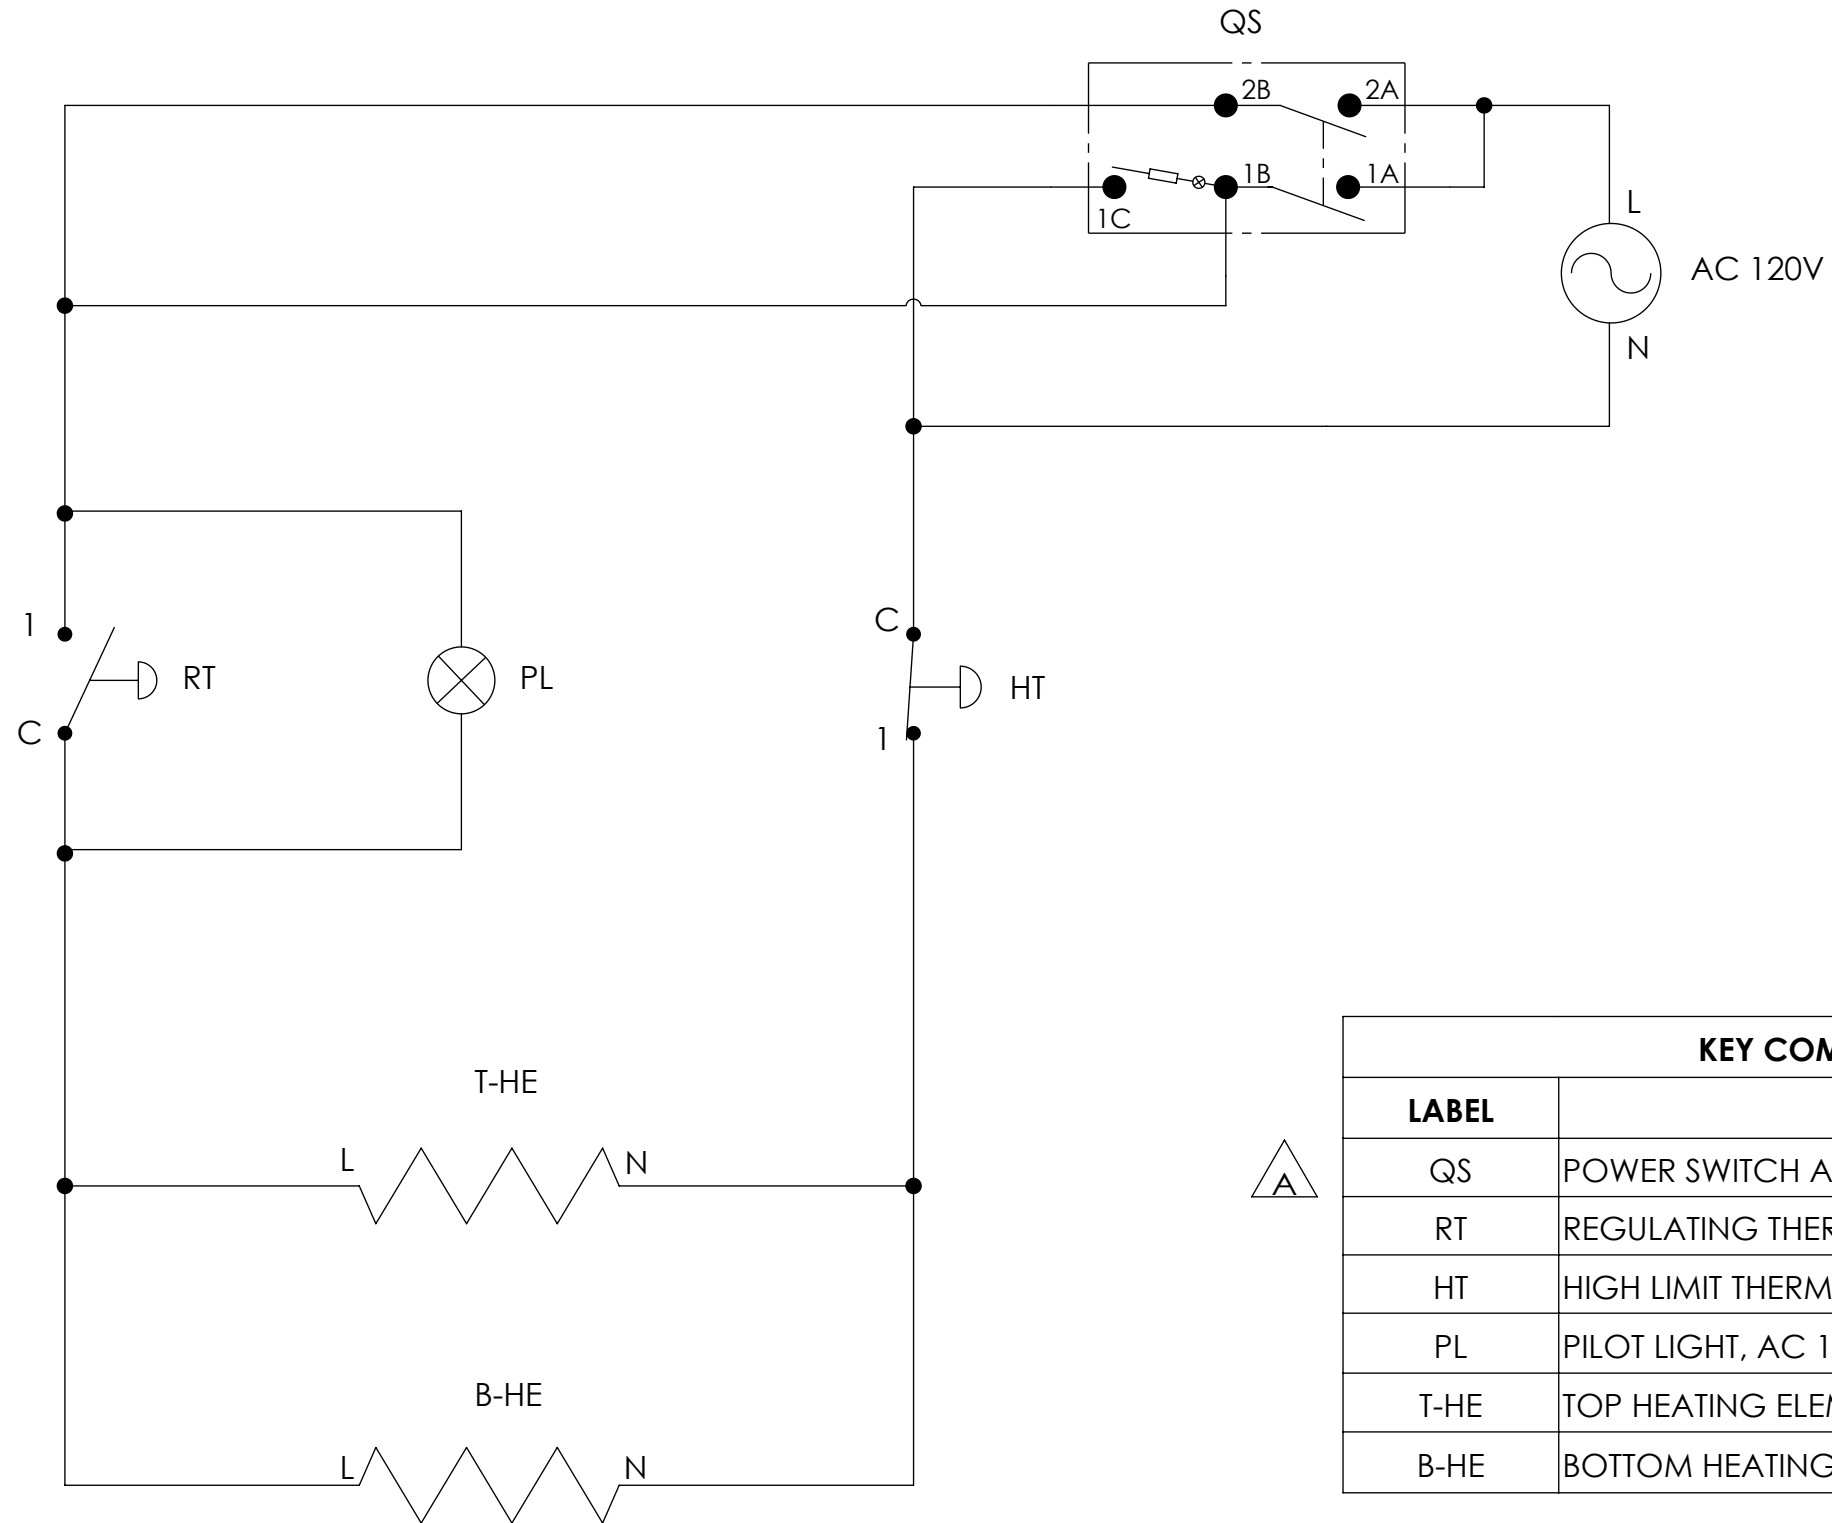 QS
2B 2A
1B 1A
1C
L
AC 120V
N
1
RT
PL
C
C
HT
1
T-HE
L N
B-HE
L N
A
KEY COM
LABEL
QS POWER SWITCH A
RT REGULATING THER
HT HIGH LIMIT THERM
PL PILOT LIGHT, AC 1
T-HE TOP HEATING ELE
B-HE BOTTOM HEATING